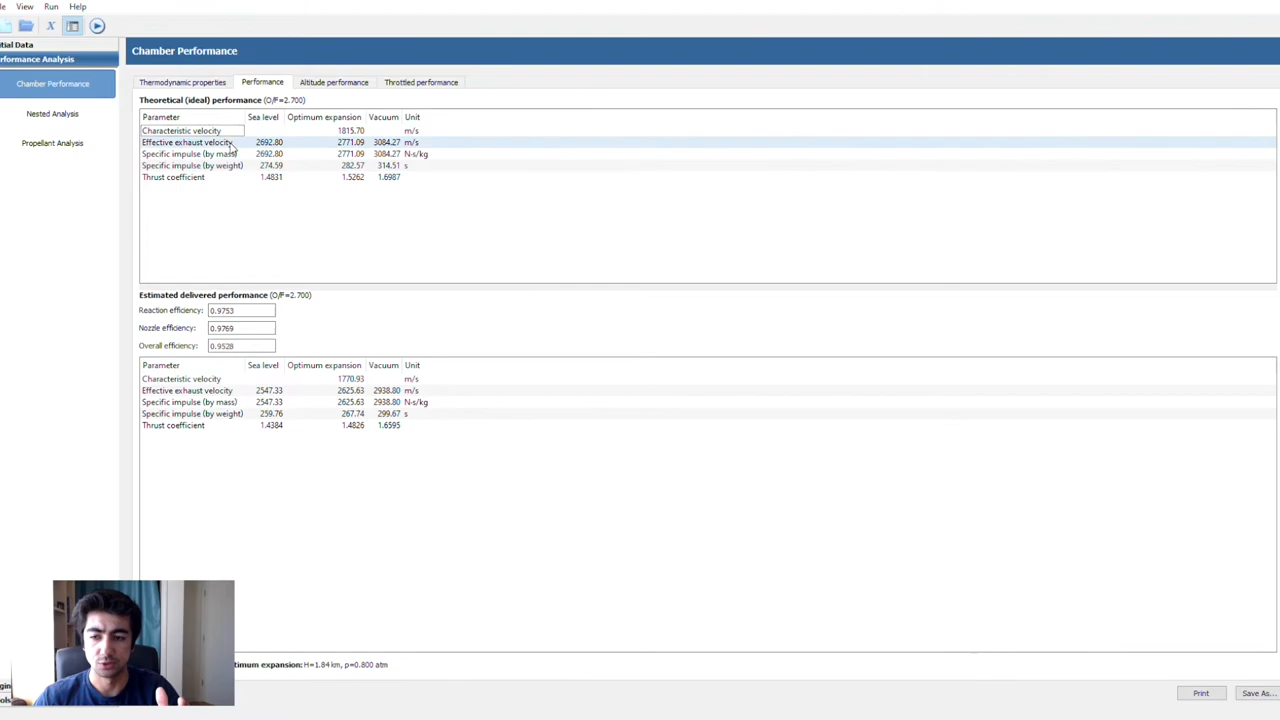 View Run Help
itial Data
rformance Analysis
Chamber Performance
Nested Analysis
Propellant Analysis
Chamber Performance
Thermodynamic properties Performance Altitude performance Throttled performance
Theoretical (ideal) performance (O/F=2.700)
Parameter Sea level Optimum expansion Vacuum Unit
Characteristic velocity 1815.70 m/s
Effective exhaust velocity 2692.80 2771.09 3084.27 m/s
Specific impulse (by mass) 2692.80 2771.09 3084.27 N·s/kg
Specific impulse (by weight) 274.59 282.57 314.51 s
Thrust coefficient 1.4831 1.5262 1.6987
Estimated delivered performance (O/F=2.700)
Reaction efficiency: 0.9753
Nozzle efficiency: 0.9769
Overall efficiency: 0.9528
Parameter Sea level Optimum expansion Vacuum Unit
Characteristic velocity 1770.93 m/s
Effective exhaust velocity 2547.33 2625.63 2938.80 m/s
Specific impulse (by mass) 2547.33 2625.63 2938.80 N·s/kg
Specific impulse (by weight) 259.76 267.74 299.67 s
Thrust coefficient 1.4384 1.4826 1.6595
timum expansion: H=1.84 km, p=0.800 atm
Print Save As...